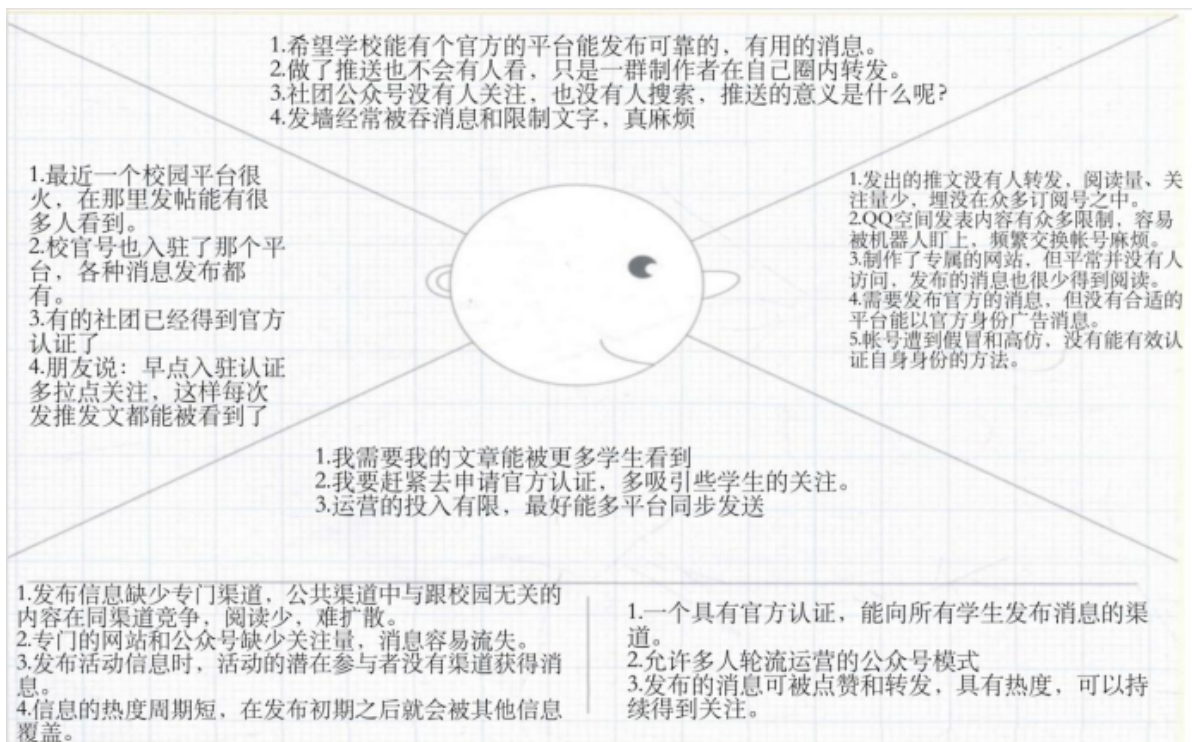 1.希望学校能有个官方的平台能发布可靠的，有用的消息。
2.做了推送也不会有人看，只是一群制作者在自己圈内转发。
3.社团公众号没有人关注，也没有人搜索，推送的意义是什么呢?
4.发墙经常被吞消息和限制文字，真麻烦
1.最近一个校园平台很
火，在那里发帖能有很
多人看到。
2.校官号也入驻了那个平
台，各种消息发布都
有。
3.有的社团已经得到官方
认证了
4.朋友说：早点入驻认证
多拉点关注，这样每次
发推发文都能被看到了
1.发出的推文没有人转发，阅读量、关
注量少，埋没在众多订阅号之中。
2.QQ空间发表内容有众多限制，容易
被机器人盯上，频繁交换帐号麻烦。
3.制作了专属的网站，但平常并没有人
访问，发布的消息也很少得到阅读。
4.需要发布官方的消息，但没有合适的
平台能以官方身份广告消息。
5.帐号遭到假冒和高仿，没有能有效认
证自身身份的方法。
1.我需要我的文章能被更多学生看到
2.我要赶紧去申请官方认证，多吸引些学生的关注。
3.运营的投入有限，最好能多平台同步发送
1.发布信息缺少专门渠道，公共渠道中与跟校园无关的
内容在同渠道竞争，阅读少，难扩散。
2.专门的网站和公众号缺少关注量，消息容易流失。
3.发布活动信息时，活动的潜在参与者没有渠道获得消
息。
4.信息的热度周期短，在发布初期之后就会被其他信息
覆盖。
1.一个具有官方认证，能向所有学生发布消息的渠
道。
2.允许多人轮流运营的公众号模式
3.发布的消息可被点赞和转发，具有热度，可以持
续得到关注。